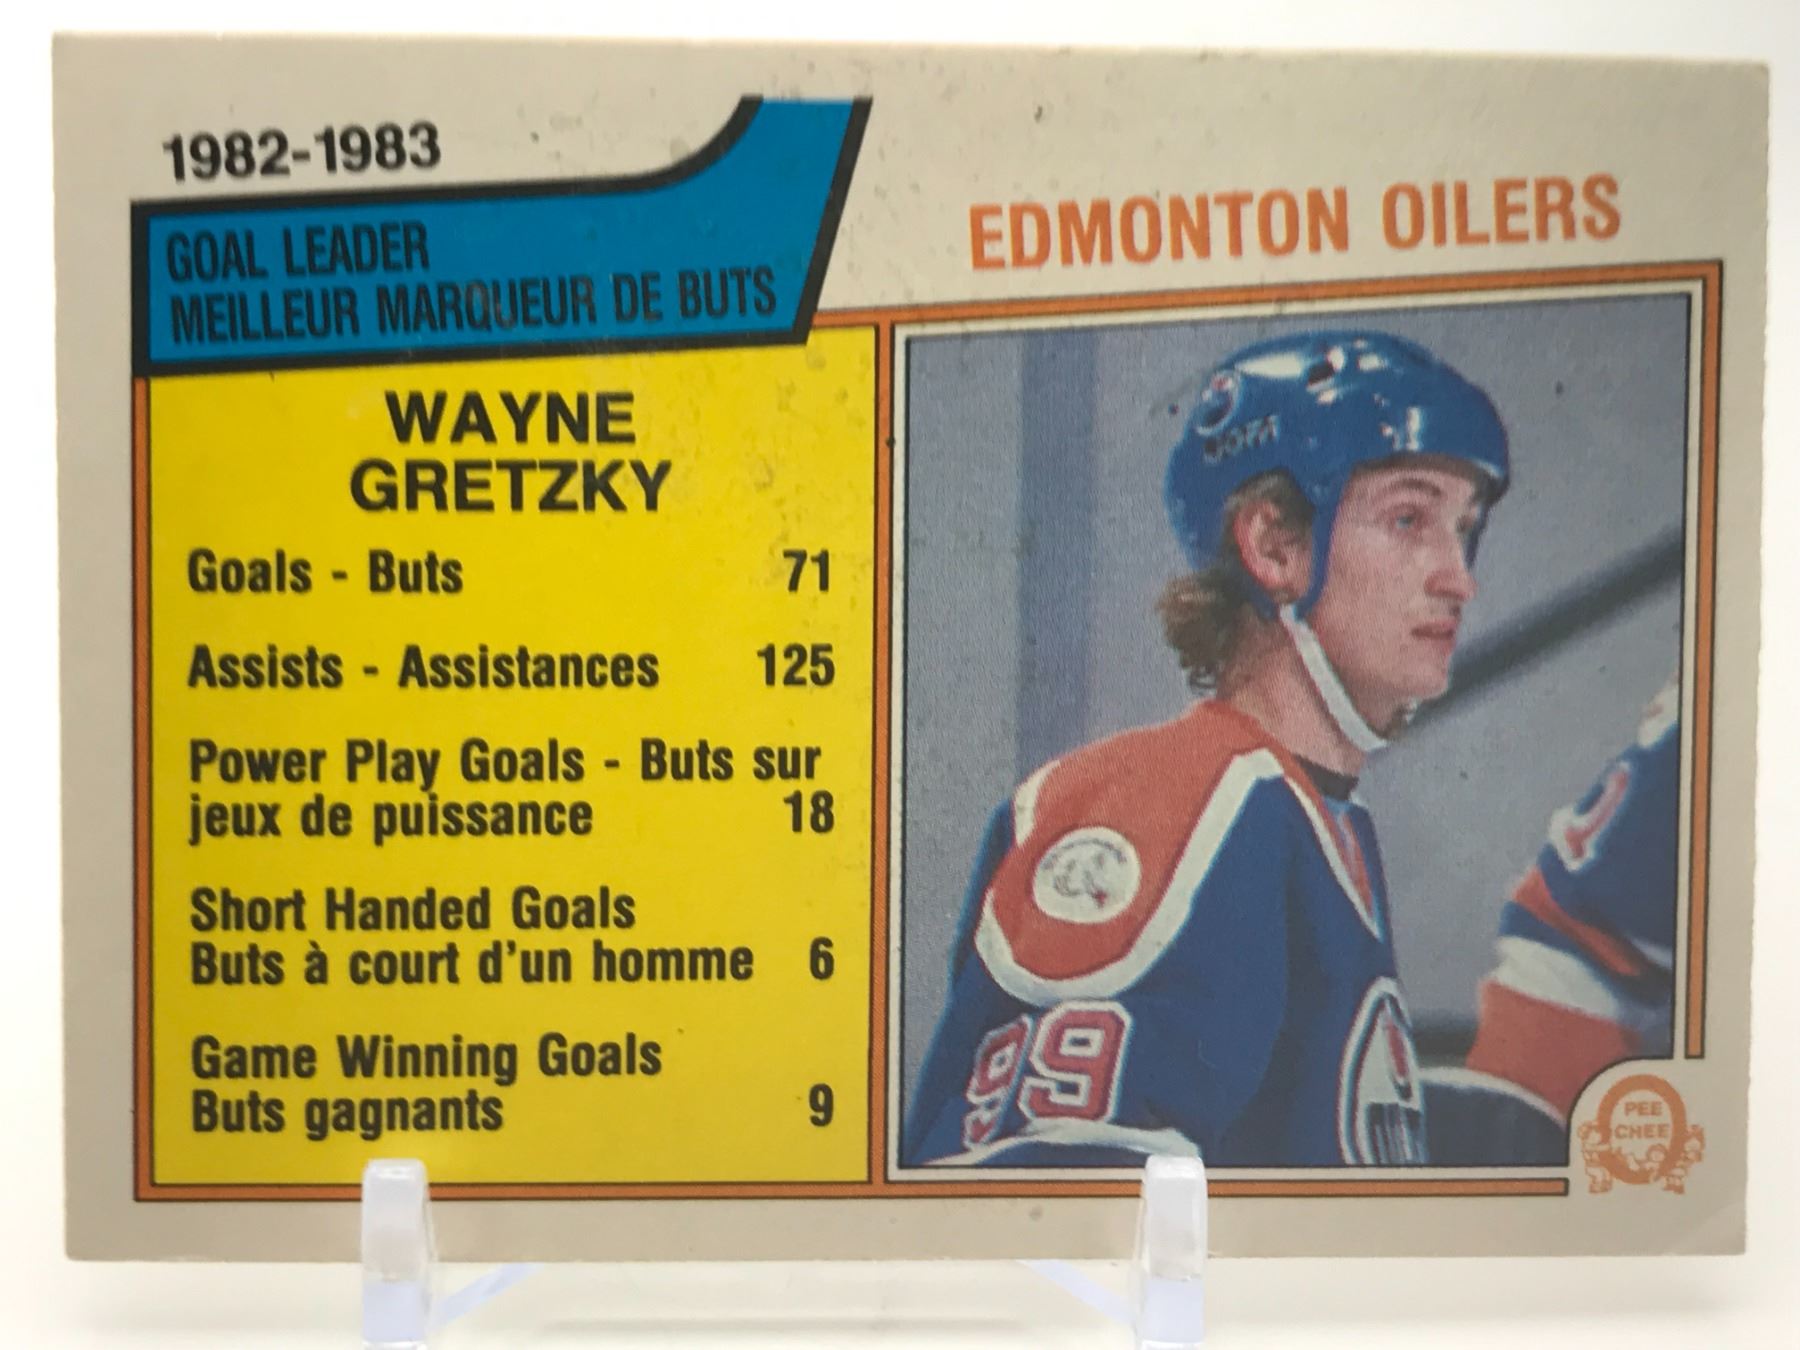 1982-1983
GOAL LEADER
MEILLEUR MARQUEUR DE BUTS
EDMONTON OILERS
WAYNE
GRETZKY
Goals - Buts 71
Assists - Assistances 125
Power Play Goals - Buts sur
jeux de puissance 18
Short Handed Goals
Buts à court d'un homme 6
Game Winning Goals
Buts gagnants 9
JOFA
99
PEE
CHEE